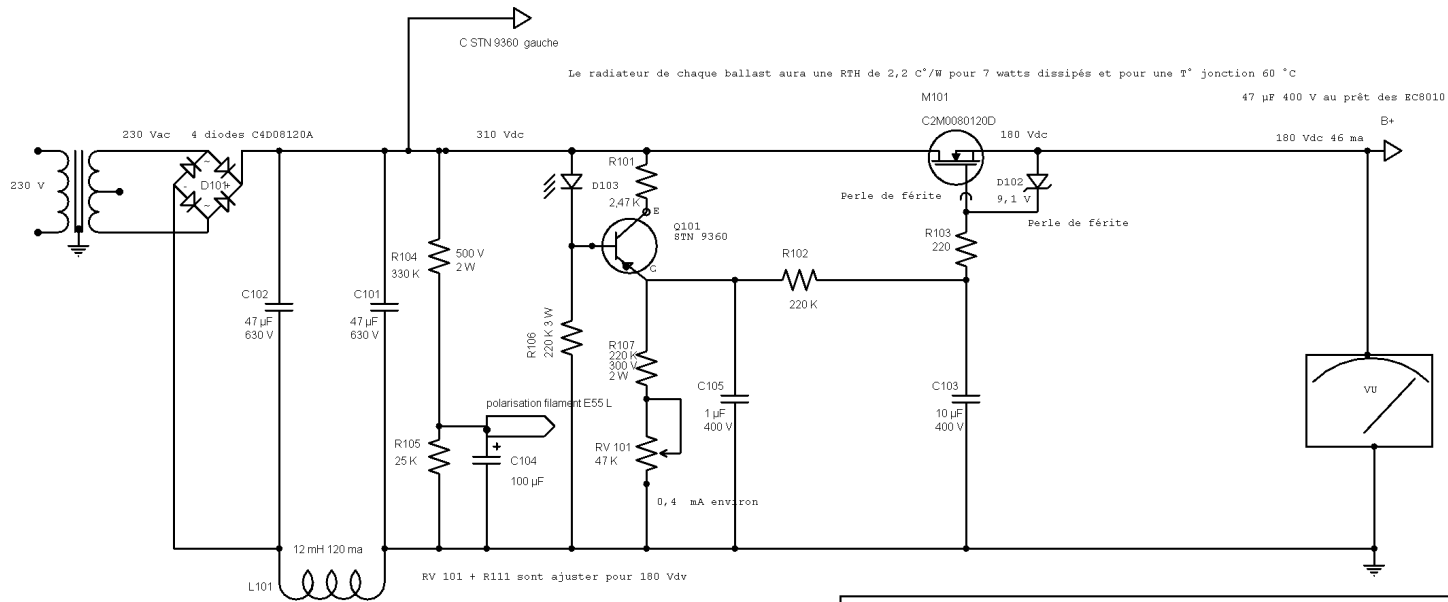 C STN 9360 gauche
Le radiateur de chaque ballast aura une RTH de 2,2 C°/W pour 7 watts dissipés et pour une T° jonction 60 °C
M101
C2M0080120D
47 µF 400 V au prêt des EC8010
B+
230 Vac
4 diodes C4D08120A
310 Vdc
180 Vdc
180 Vdc 46 ma
230 V
~
-
D101
+
~
R101
2,47 K
D103
E
Q101
STN 9360
C
D102
9,1 V
Perle de férite
Perle de férite
R103
220
R104
330 K
500 V
2 W
R102
220 K
C102
47 µF
630 V
C101
47 µF
630 V
R106
220 K 3 W
R107
220 K
300 V
2 W
C105
1 µF
400 V
C103
10 µF
400 V
VU
polarisation filament E55 L
R105
25 K
+
C104
100 µF
RV 101
47 K
0,4 mA environ
12 mH 120 ma
L101
RV 101 + R111 sont ajuster pour 180 Vdv